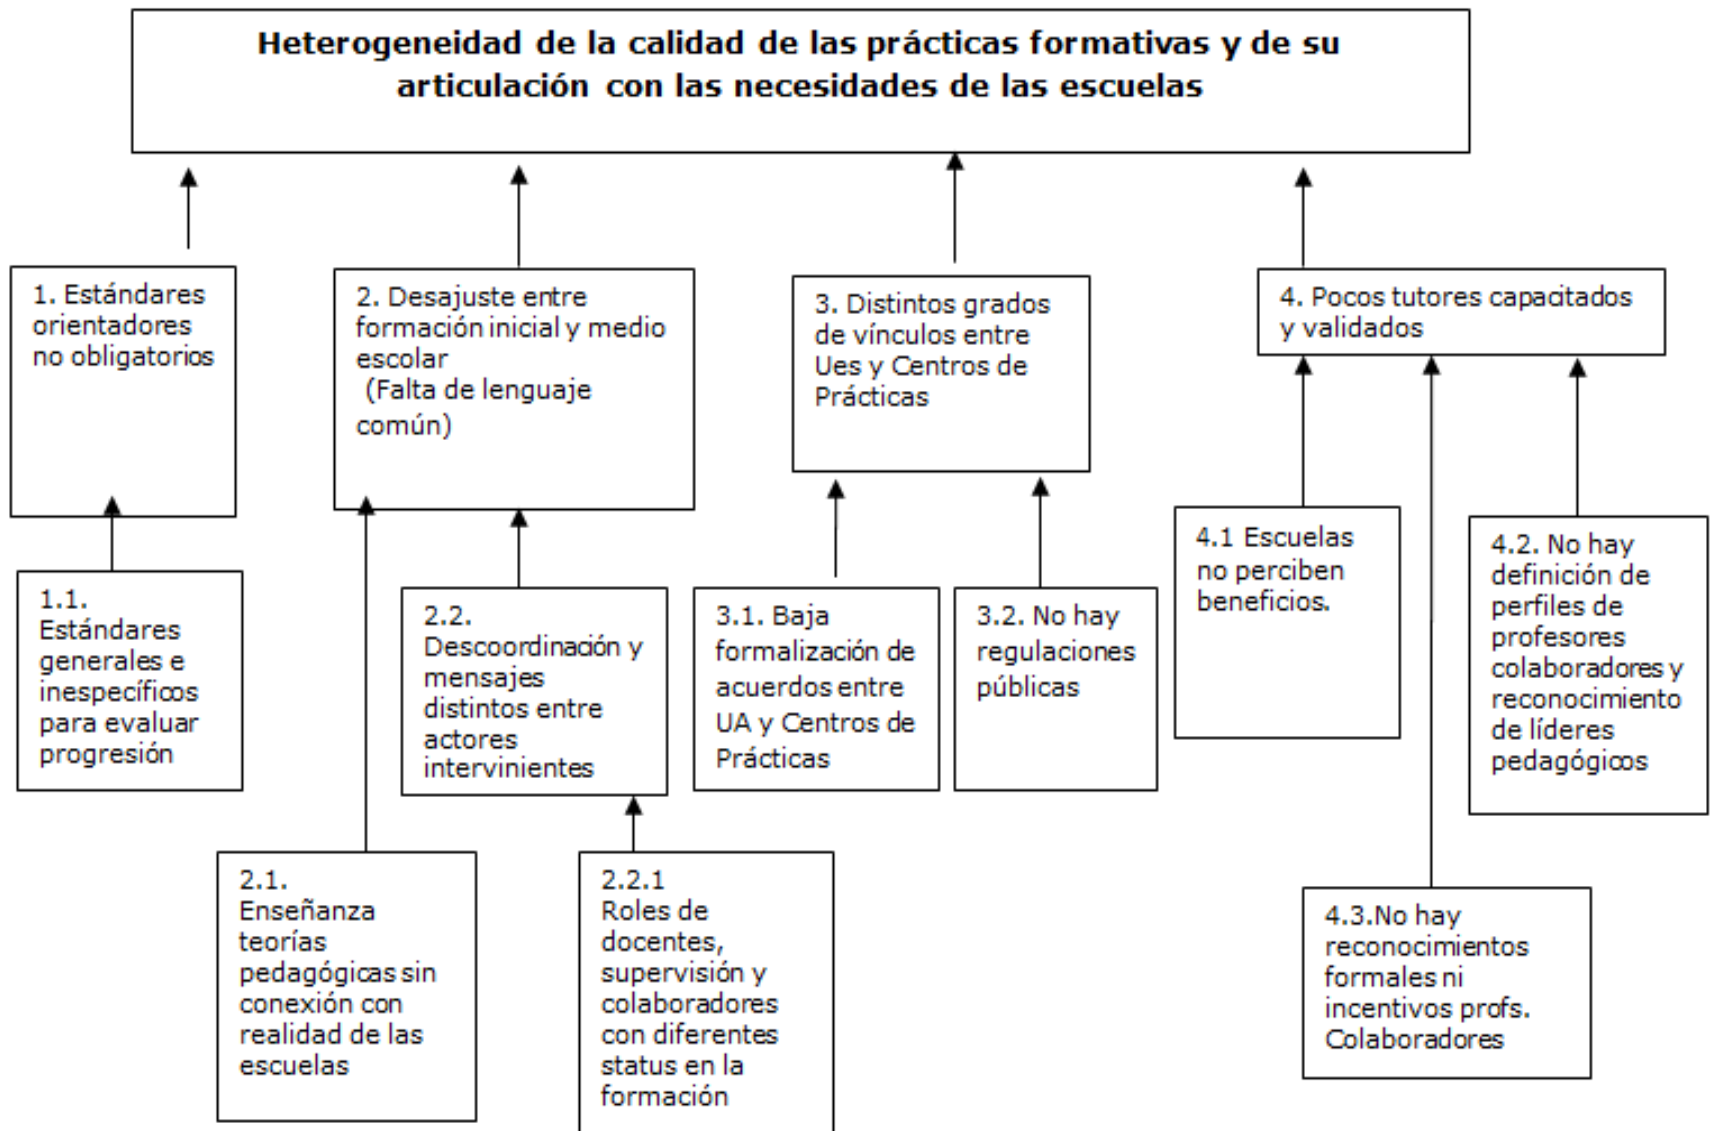 Heterogeneidad de la calidad de las prácticas formativas y de su
articulación con las necesidades de las escuelas
1. Estándares
orientadores
no obligatorios
2. Desajuste entre
formación inicial y medio
escolar
(Falta de lenguaje
común)
3. Distintos grados
de vínculos entre
Ues y Centros de
Prácticas
4. Pocos tutores capacitados
y validados
1.1.
Estándares
generales e
inespecíficos
para evaluar
progresión
2.2.
Descoordinación y
mensajes
distintos entre
actores
intervinientes
3.1. Baja
formalización de
acuerdos entre
UA y Centros de
Prácticas
3.2. No hay
regulaciones
públicas
4.1 Escuelas
no perciben
beneficios.
4.2. No hay
definición de
perfiles de
profesores
colaboradores y
reconocimiento
de líderes
pedagógicos
2.1.
Enseñanza
teorías
pedagógicas sin
conexión con
realidad de las
escuelas
2.2.1
Roles de
docentes,
supervisión y
colaboradores
con diferentes
status en la
formación
4.3.No hay
reconocimientos
formales ni
incentivos profs.
Colaboradores